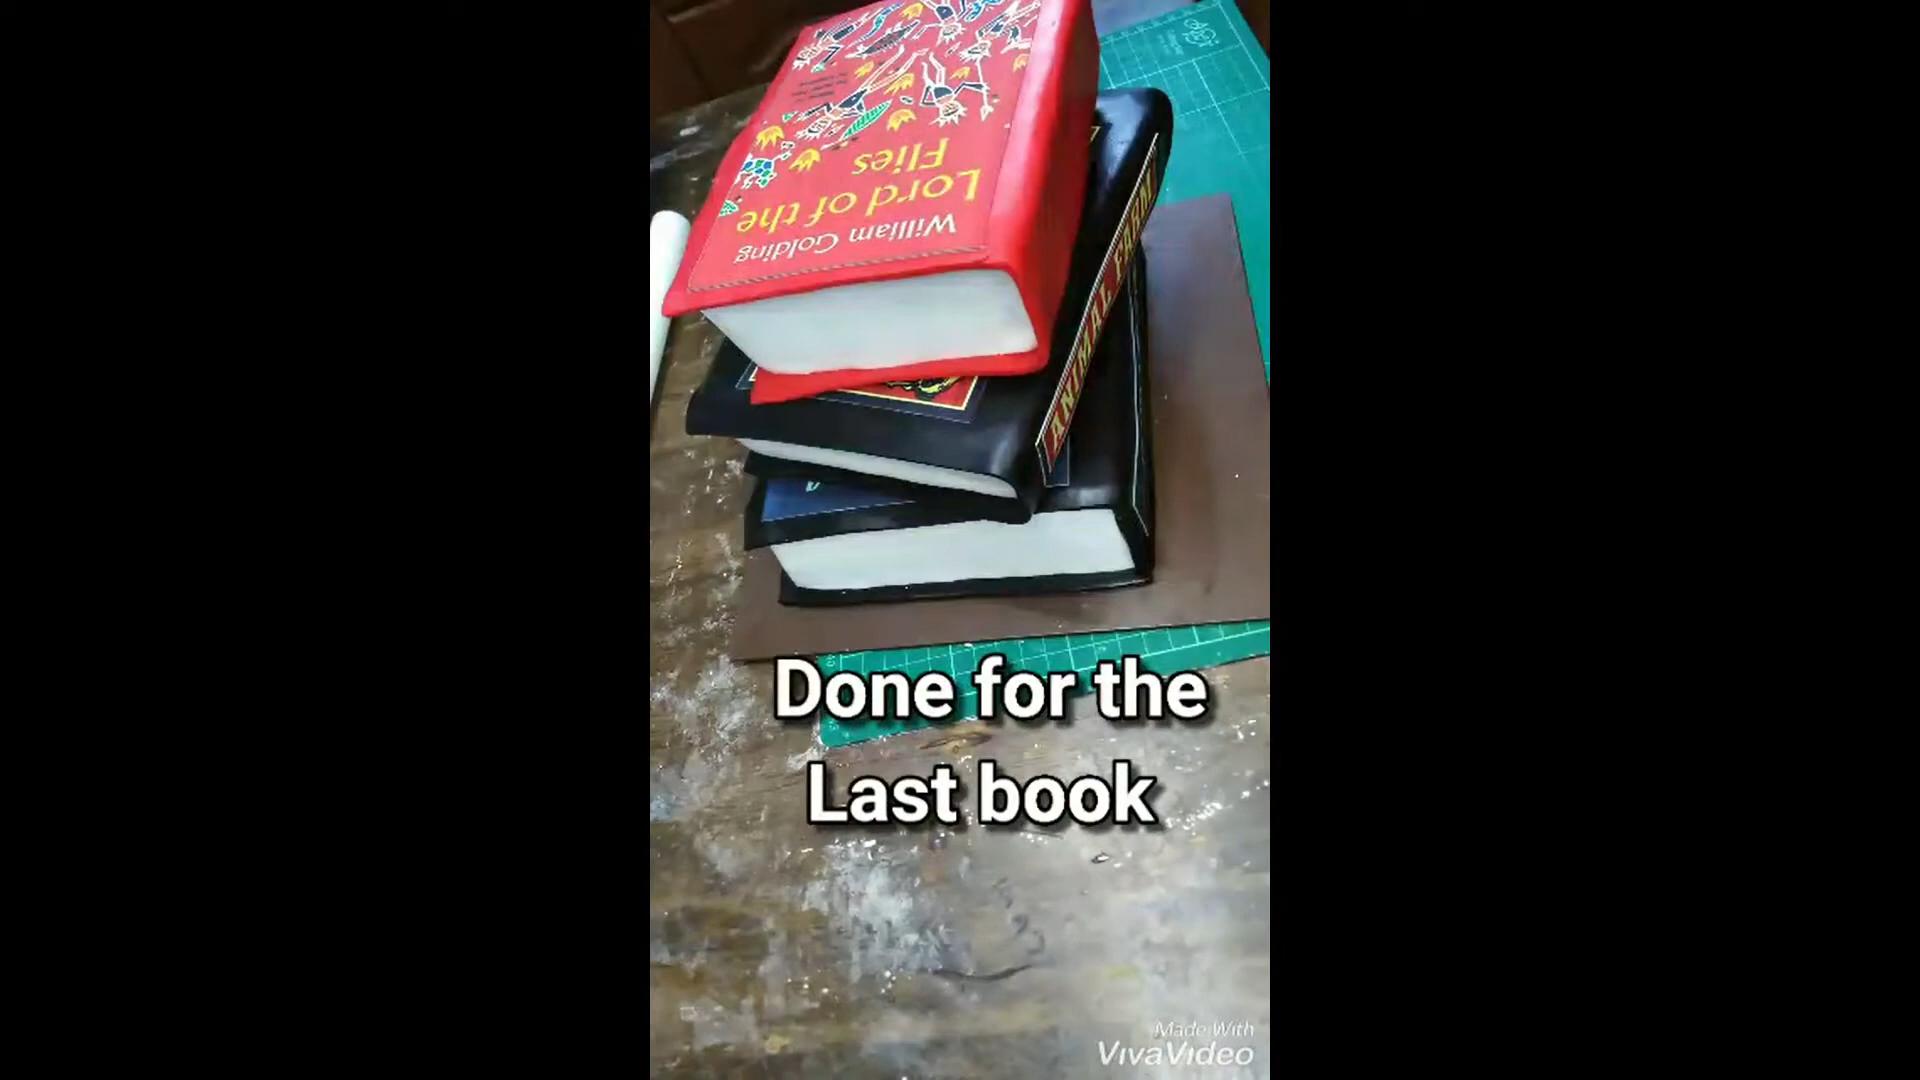 William Golding
Lord of the
Flies
ANIMAL FARM
Done for the
Last book
Made With
VivaVideo